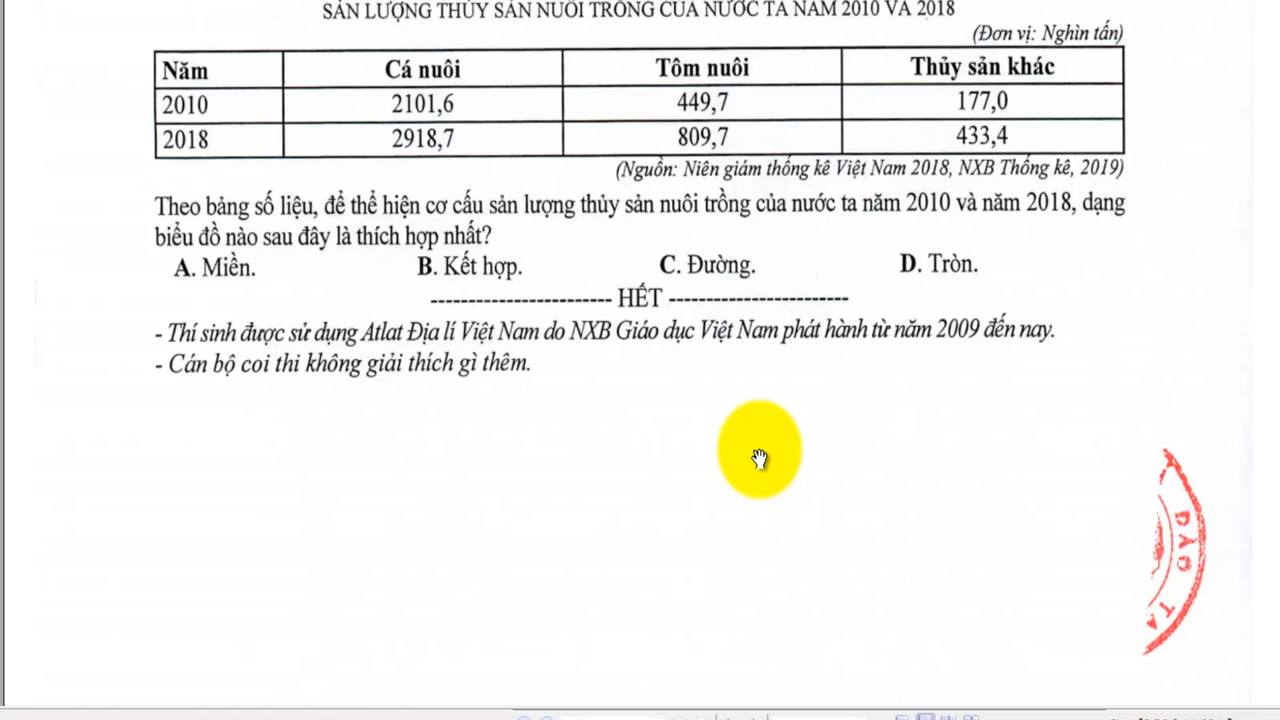 SẢN LƯỢNG THỦY SẢN NUÔI TRỒNG CỦA NƯỚC TA NĂM 2010 VÀ 2018
(Đơn vị: Nghìn tấn)
Năm Cá nuôi Tôm nuôi Thủy sản khác
2010 2101,6 449,7 177,0
2018 2918,7 809,7 433,4
(Nguồn: Niên giám thống kê Việt Nam 2018, NXB Thống kê, 2019)
Theo bảng số liệu, để thể hiện cơ cấu sản lượng thủy sản nuôi trồng của nước ta năm 2010 và năm 2018, dạng
biểu đồ nào sau đây là thích hợp nhất?
A. Miền. B. Kết hợp. C. Đường. D. Tròn.
------------------------ HẾT ------------------------
- Thí sinh được sử dụng Atlat Địa lí Việt Nam do NXB Giáo dục Việt Nam phát hành từ năm 2009 đến nay.
- Cán bộ coi thi không giải thích gì thêm.
ĐÀO